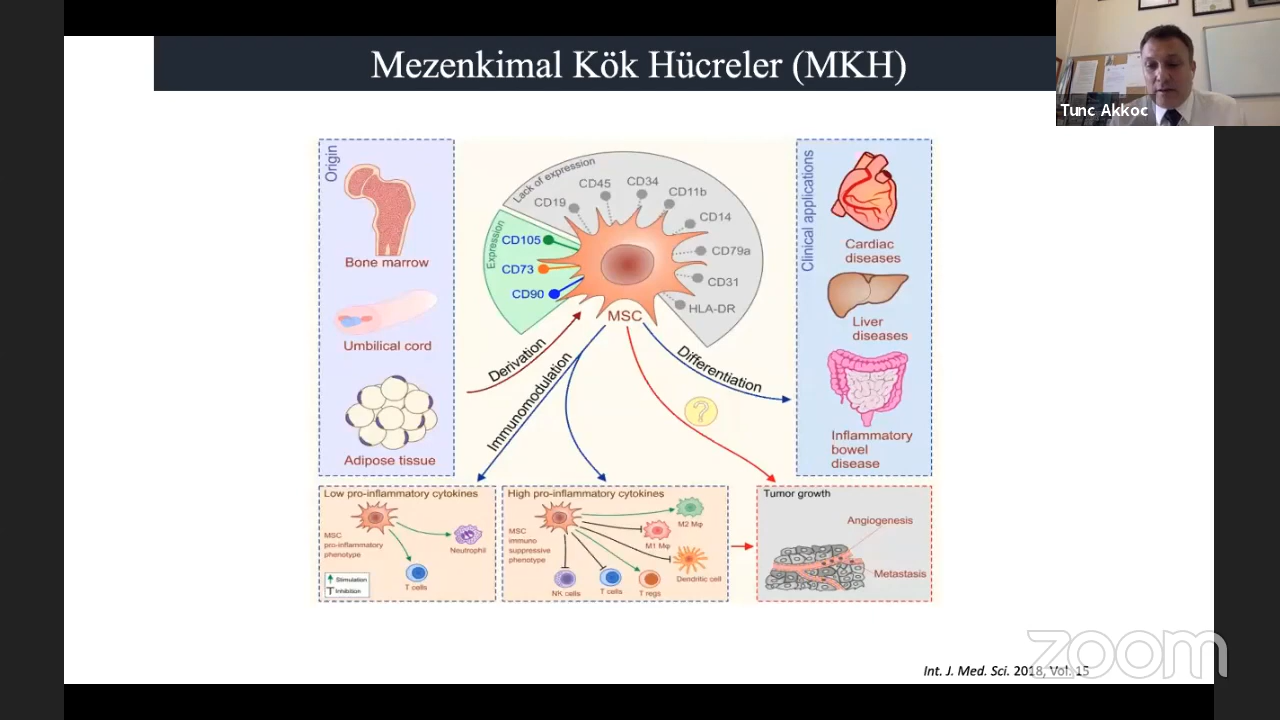 Mezenkimal Kök Hücreler (MKH)
Tunc Akkoc
Origin
Bone marrow
Umbilical cord
Adipose tissue
Lack of expression
CD19
CD45
CD34
CD11b
CD14
CD79a
CD31
HLA-DR
Expression
CD105
CD73
CD90
MSC
Derivation
Immunomodulation
Differentiation
?
Clinical applications
Cardiac
diseases
Liver
diseases
Inflammatory
bowel
disease
Low pro-inflammatory cytokines
MSC
pro-inflammatory
phenotype
Neutrophil
T cells
Stimulation
Inhibition
High pro-inflammatory cytokines
MSC
immuno
suppressive
phenotype
M2 Mφ
M1 Mφ
Dendritic cell
NK cells
T cells
T regs
Tumor growth
Angiogenesis
Metastasis
Int. J. Med. Sci. 2018, Vol. 15
zoom